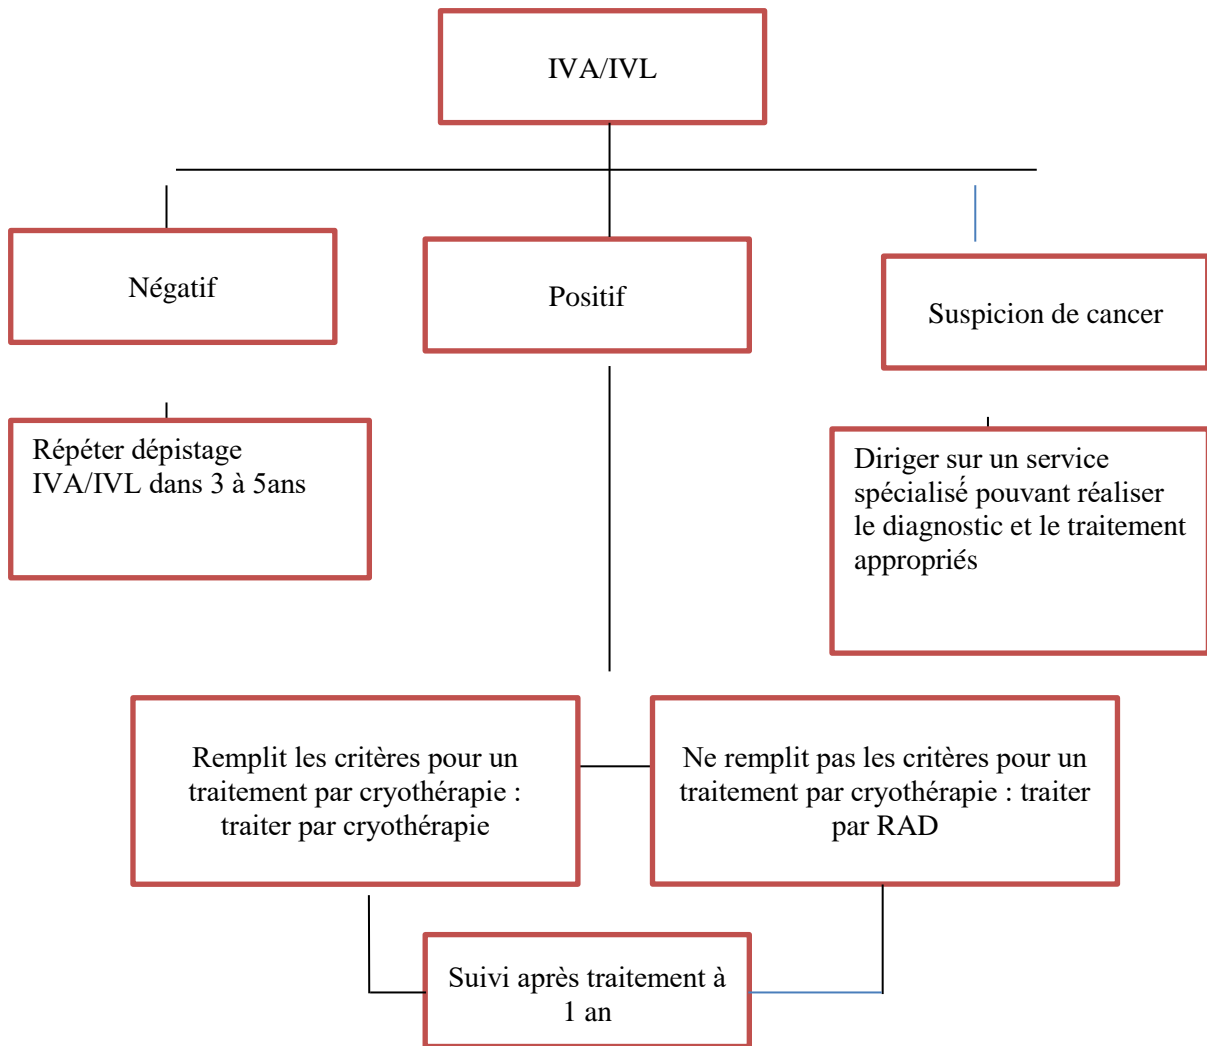 IVA/IVL
Négatif
Positif
Suspicion de cancer
Répéter dépistage
IVA/IVL dans 3 à 5ans
Diriger sur un service
spécialisé pouvant réaliser
le diagnostic et le traitement
appropriés
Remplit les critères pour un
traitement par cryothérapie :
traiter par cryothérapie
Ne remplit pas les critères pour un
traitement par cryothérapie : traiter
par RAD
Suivi après traitement à
1 an